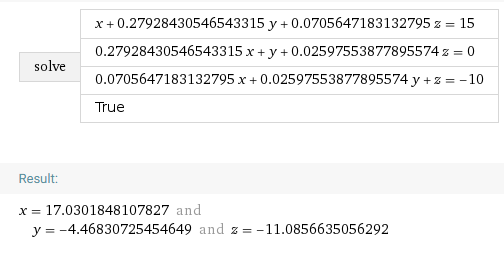 x + 0.27928430546543315 y + 0.0705647183132795 z = 15
0.27928430546543315 x + y + 0.02597553877895574 z = 0
solve
0.0705647183132795 x + 0.02597553877895574 y + z = −10
True
Result:
x = 17.0301848107827 and
y = −4.46830725454649 and z = −11.0856635056292